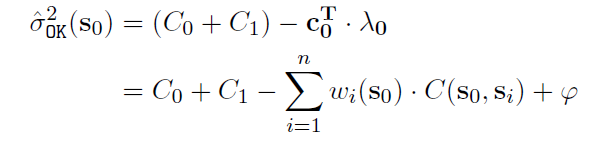 σ̂²_OK(s₀) = (C₀ + C₁) − c₀ᵀ · λ₀
= C₀ + C₁ − ∑ᵢ₌₁ⁿ wᵢ(s₀) · C(s₀, sᵢ) + φ